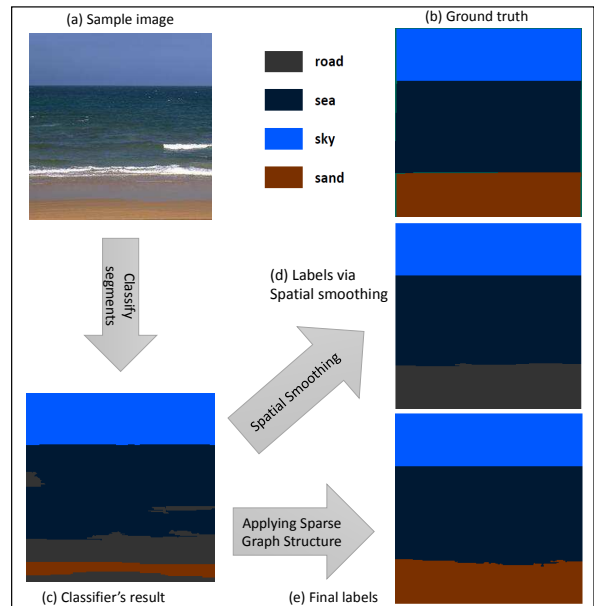 (a) Sample image
(b) Ground truth
road
sea
sky
sand
Classify
segments
(d) Labels via
Spatial smoothing
Spatial Smoothing
Applying Sparse
Graph Structure
(c) Classifier's result
(e) Final labels